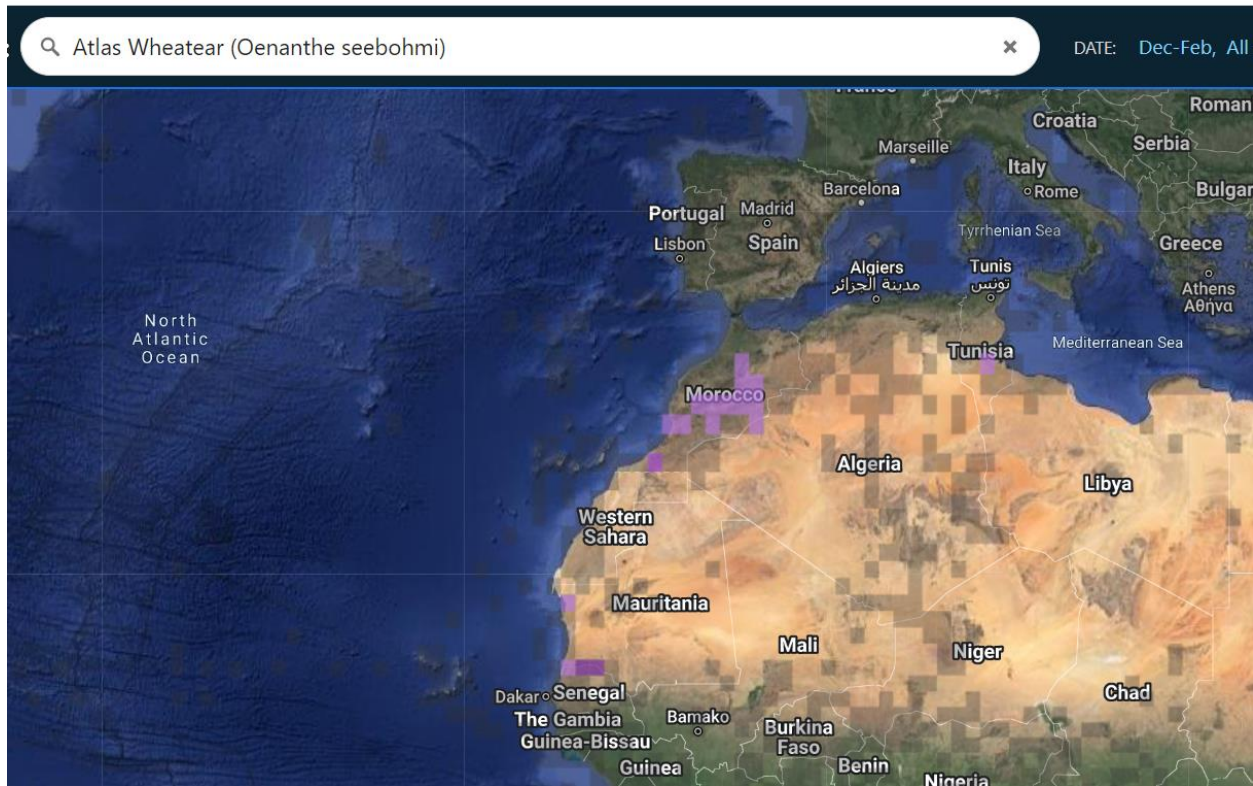 Atlas Wheatear (Oenanthe seebohmi)
DATE: Dec-Feb, All
France
Roman
Croatia
Serbia
Marseille
Italy
Rome
Barcelona
Bulgar
Portugal
Madrid
Lisbon
Spain
Tyrrhenian Sea
Greece
Algiers
مدينة الجزائر
Tunis
تونس
Athens
Αθήνα
North
Atlantic
Ocean
Tunisia
Mediterranean Sea
Morocco
Algeria
Libya
Western
Sahara
Mauritania
Mali
Niger
Chad
Dakar
Senegal
The Gambia
Bamako
Burkina
Faso
Guinea-Bissau
Guinea
Benin
Nigeria